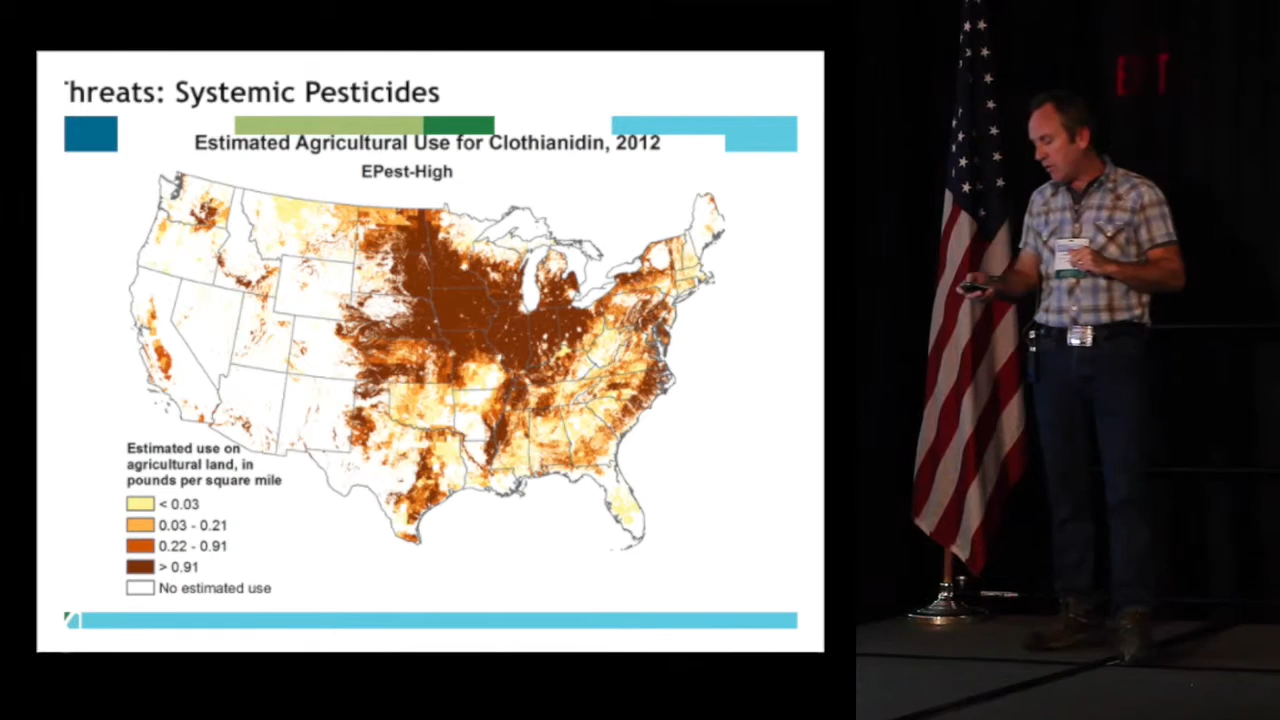 hreats: Systemic Pesticides
Estimated Agricultural Use for Clothianidin, 2012
EPest-High
Estimated use on
agricultural land, in
pounds per square mile
< 0.03
0.03 - 0.21
0.22 - 0.91
> 0.91
No estimated use